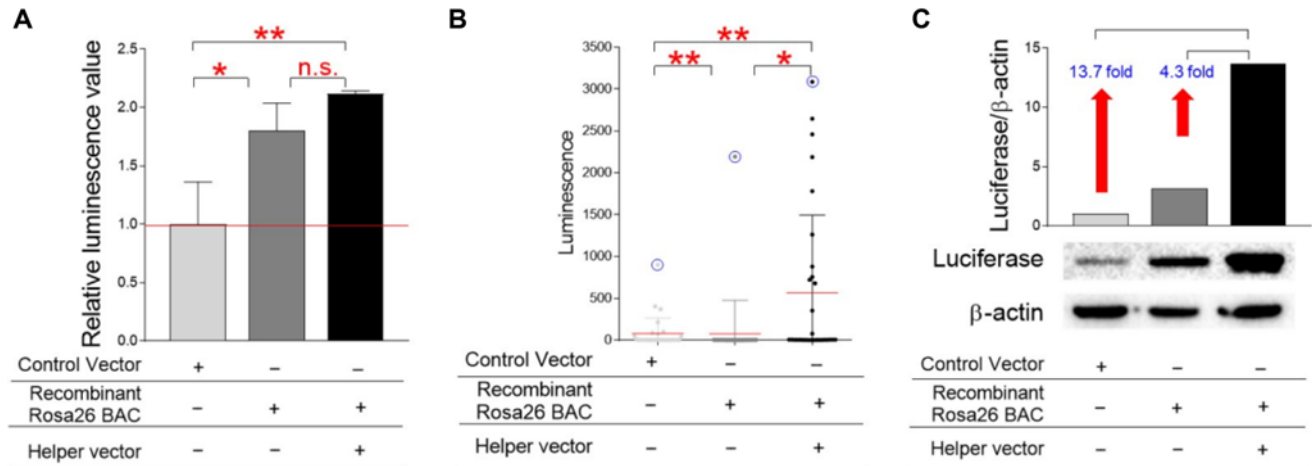 A
Relative luminescence value
2.5
2.0
1.5
1.0
0.5
0.0
**
*
n.s.
Control Vector + – –
Recombinant
Rosa26 BAC – + +
Helper vector – – +
B
Luminescence
3500
3000
2500
2000
1500
1000
500
0
**
**
*
Control Vector + – –
Recombinant
Rosa26 BAC – + +
Helper vector – – +
C
Luciferase/β-actin
15
10
5
0
13.7 fold
4.3 fold
Luciferase
β-actin
Control Vector + – –
Recombinant
Rosa26 BAC – + +
Helper vector – – +